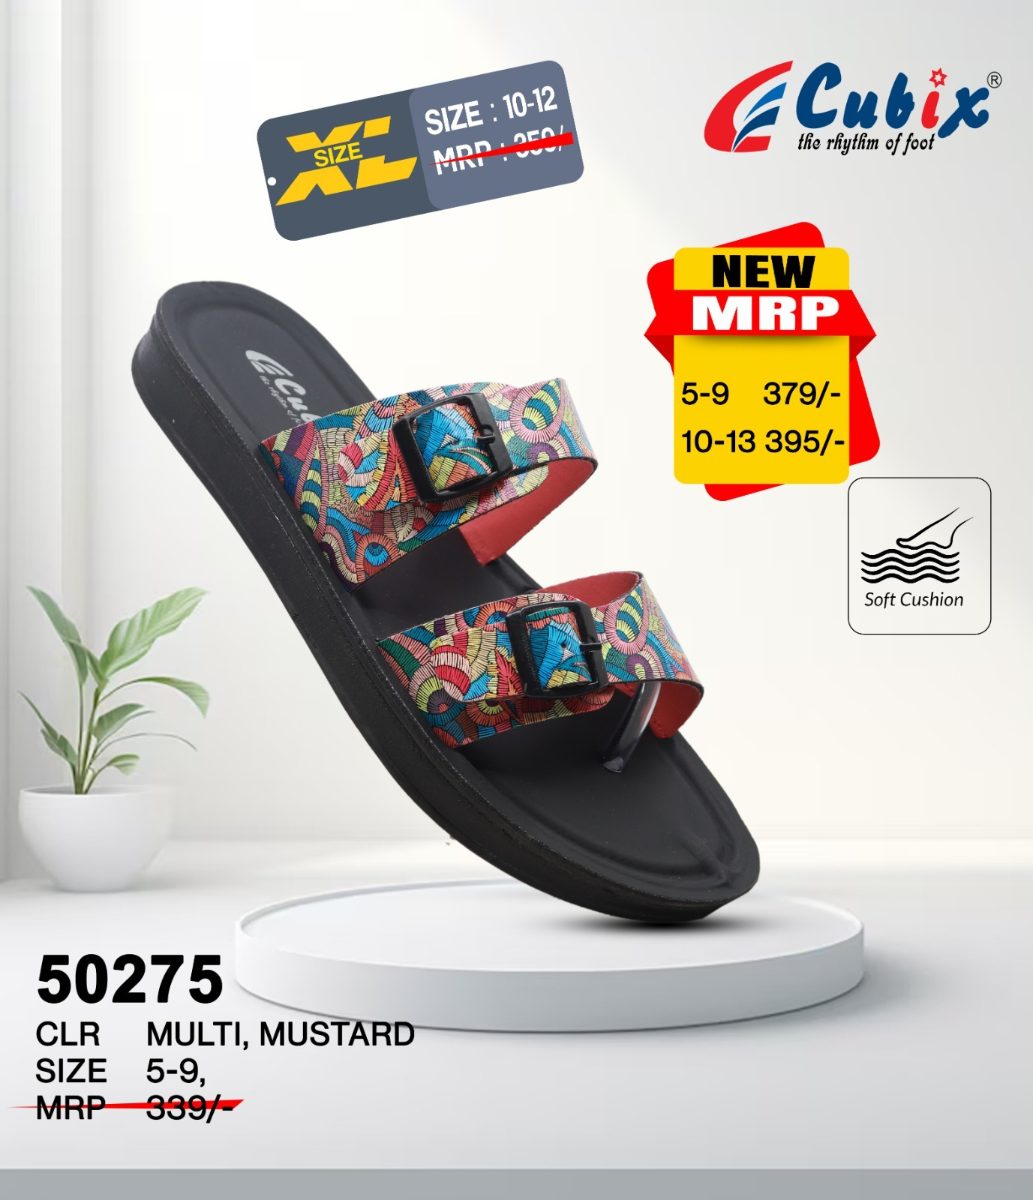 XL
SIZE
SIZE : 10-12
MRP : 359/-
Cubix®
the rhythm of foot
NEW
MRP
5-9 379/-
10-13 395/-
Soft Cushion
50275
CLR MULTI, MUSTARD
SIZE 5-9,
MRP 339/-